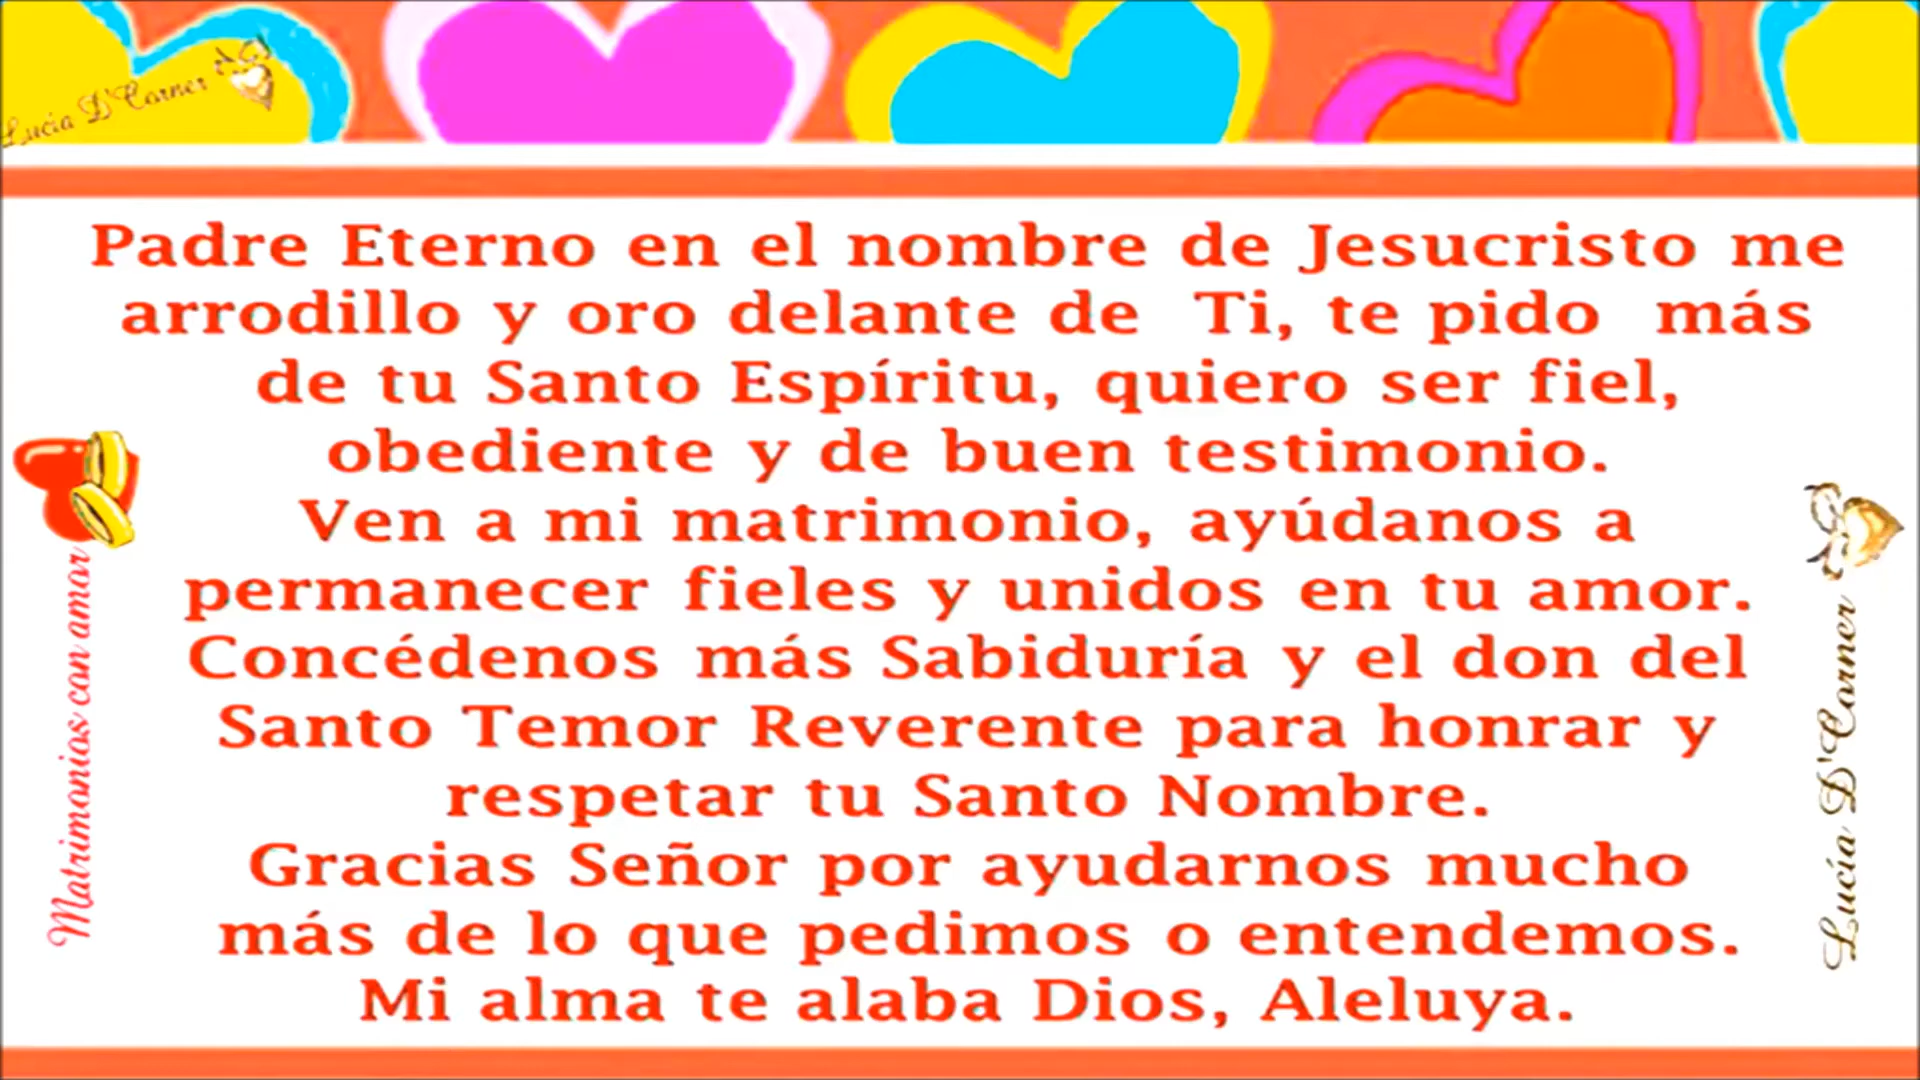 Lucía D'Corner
Padre Eterno en el nombre de Jesucristo me
arrodillo y oro delante de Ti, te pido más
de tu Santo Espíritu, quiero ser fiel,
obediente y de buen testimonio.
Ven a mi matrimonio, ayúdanos a
permanecer fieles y unidos en tu amor.
Concédenos más Sabiduría y el don del
Santo Temor Reverente para honrar y
respetar tu Santo Nombre.
Gracias Señor por ayudarnos mucho
más de lo que pedimos o entendemos.
Mi alma te alaba Dios, Aleluya.
Matrimonios con amor
Lucía D'Corner